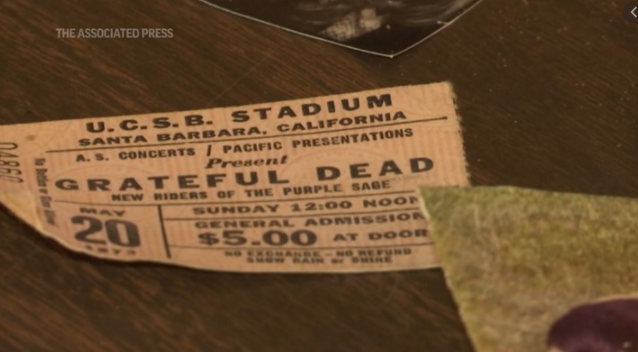 THE ASSOCIATED PRESS
U.C.S.B. STADIUM
SANTA BARBARA, CALIFORNIA
A. S. CONCERTS / PACIFIC PRESENTATIONS
Present
GRATEFUL DEAD
NEW RIDERS OF THE PURPLE SAGE
MAY
20
1973
SUNDAY 12:00 NOON
GENERAL ADMISSION
$5.00 AT DOOR
NO EXCHANGE - NO REFUND
SHOW RAIN or SHINE